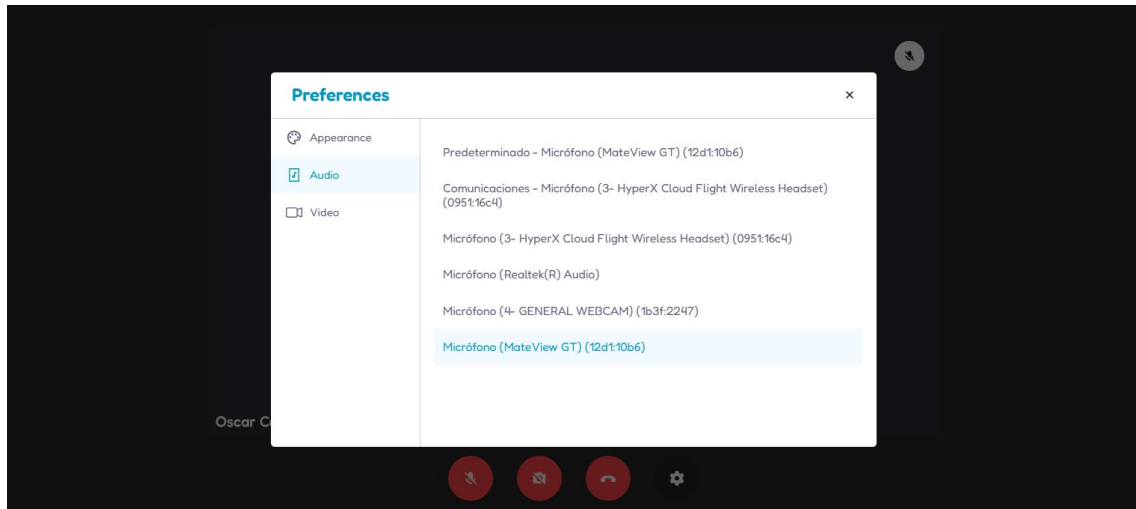 Preferences
Appearance
Audio
Video
Predeterminado - Micrófono (MateView GT) (12d1:10b6)
Comunicaciones - Micrófono (3- HyperX Cloud Flight Wireless Headset)
(0951:16c4)
Micrófono (3- HyperX Cloud Flight Wireless Headset) (0951:16c4)
Micrófono (Realtek(R) Audio)
Micrófono (4- GENERAL WEBCAM) (1b3f:2247)
Micrófono (MateView GT) (12d1:10b6)
Oscar